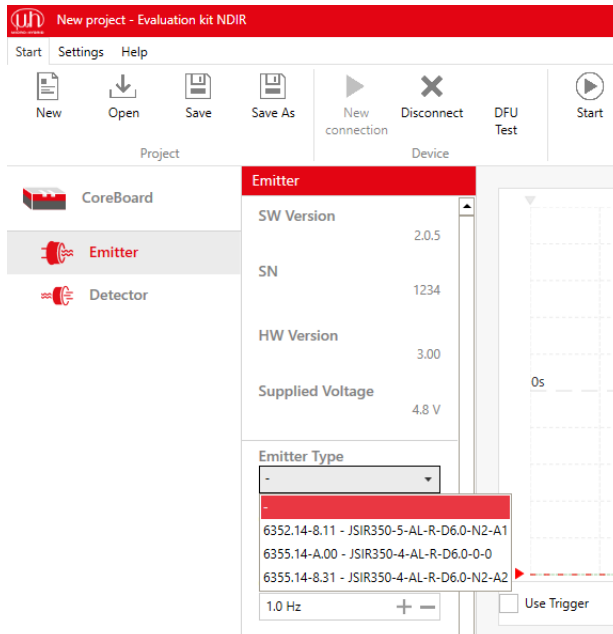 New project - Evaluation kit NDIR
Start Settings Help
New Open Save Save As New connection Disconnect DFU Test Start
Project Device
CoreBoard
Emitter
Detector
Emitter
SW Version
2.0.5
SN
1234
HW Version
3.00
Supplied Voltage
4.8 V
Emitter Type
-
-
6352.14-8.11 - JSIR350-5-AL-R-D6.0-N2-A1
6355.14-A.00 - JSIR350-4-AL-R-D6.0-0-0
6355.14-8.31 - JSIR350-4-AL-R-D6.0-N2-A2
1.0 Hz
0s
Use Trigger